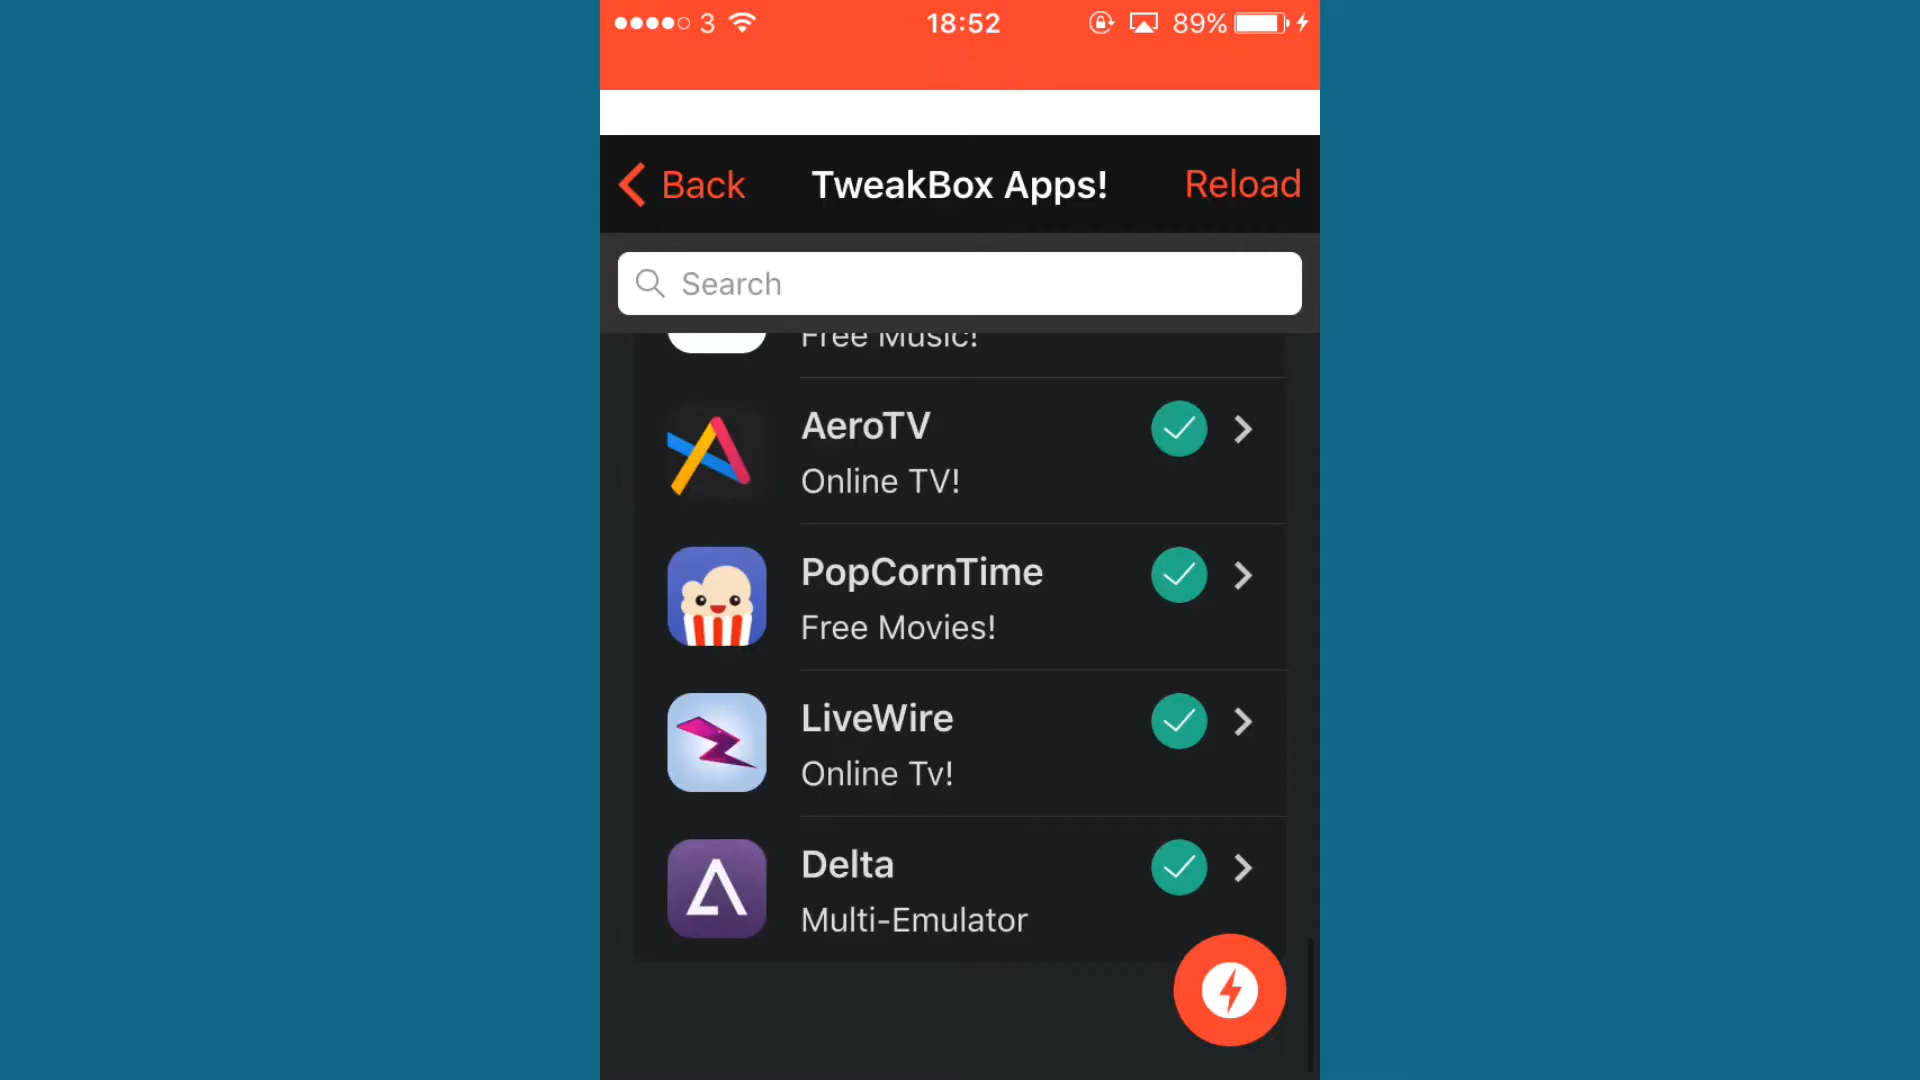 3 18:52 89%
Back TweakBox Apps! Reload
Search
Free Music!
AeroTV
Online TV!
PopCornTime
Free Movies!
LiveWire
Online Tv!
Delta
Multi-Emulator